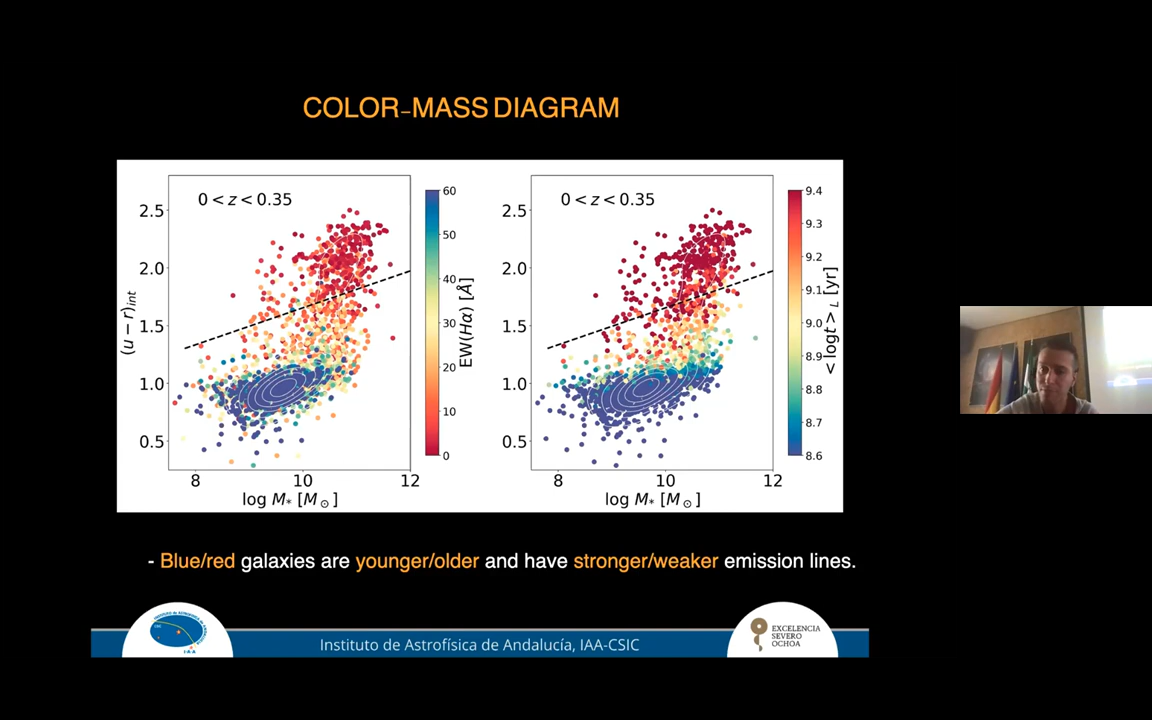 COLOR-MASS DIAGRAM
0 < z < 0.35
2.5
2.0
1.5
1.0
0.5
(u − r)int
8
10
12
log M* [M⊙]
60
50
40
30
20
10
0
EW(Hα) [Å]
0 < z < 0.35
2.5
2.0
1.5
1.0
0.5
8
10
12
log M* [M⊙]
9.4
9.3
9.2
9.1
9.0
8.9
8.8
8.7
8.6
< logt >L [yr]
- Blue/red galaxies are younger/older and have stronger/weaker emission lines.
Instituto de Astrofísica de Andalucía, IAA-CSIC
EXCELENCIA
SEVERO
OCHOA